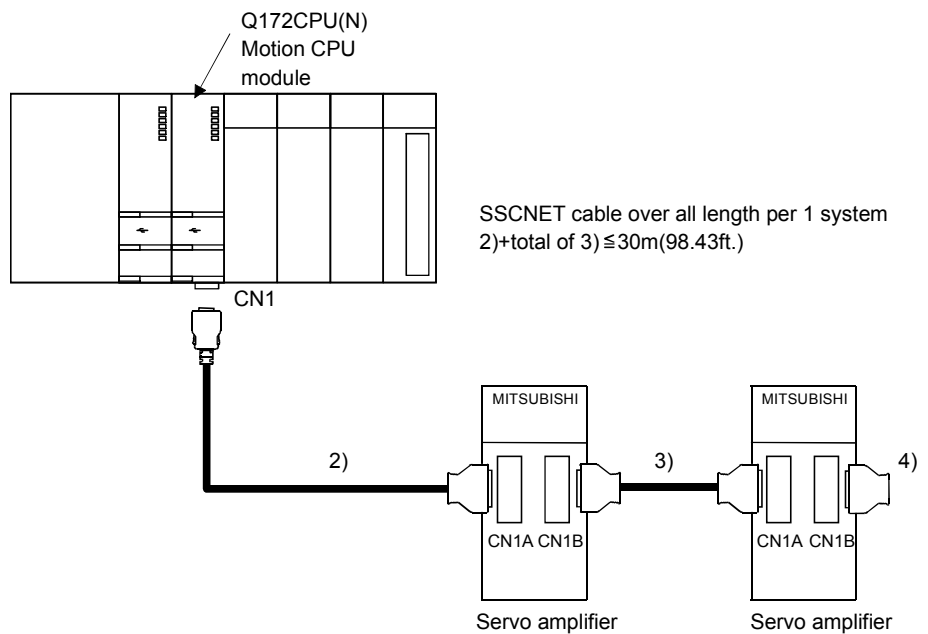 Q172CPU(N)
Motion CPU
module
SSCNET cable over all length per 1 system
2)+total of 3)≦30m(98.43ft.)
CN1
MITSUBISHI
MITSUBISHI
2)
3)
4)
CN1A CN1B
CN1A CN1B
Servo amplifier
Servo amplifier